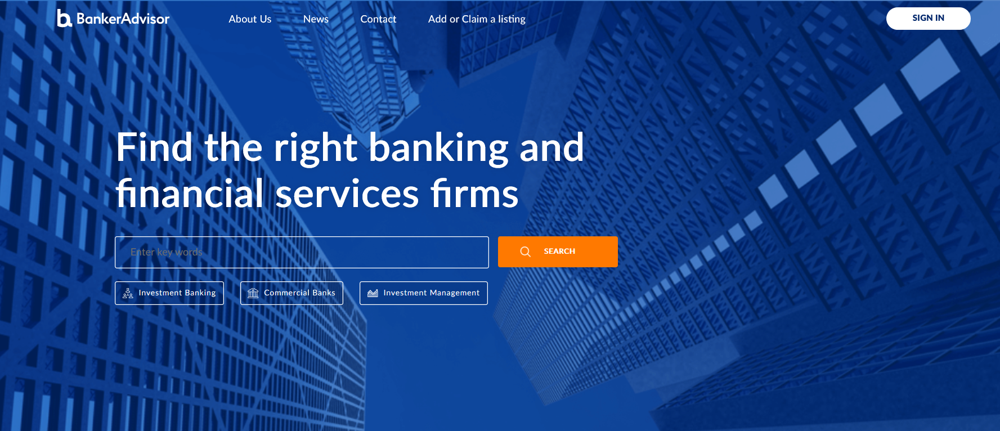 BankerAdvisor
About Us
News
Contact
Add or Claim a listing
SIGN IN
Find the right banking and
financial services firms
Enter key words
SEARCH
Investment Banking
Commercial Banks
Investment Management